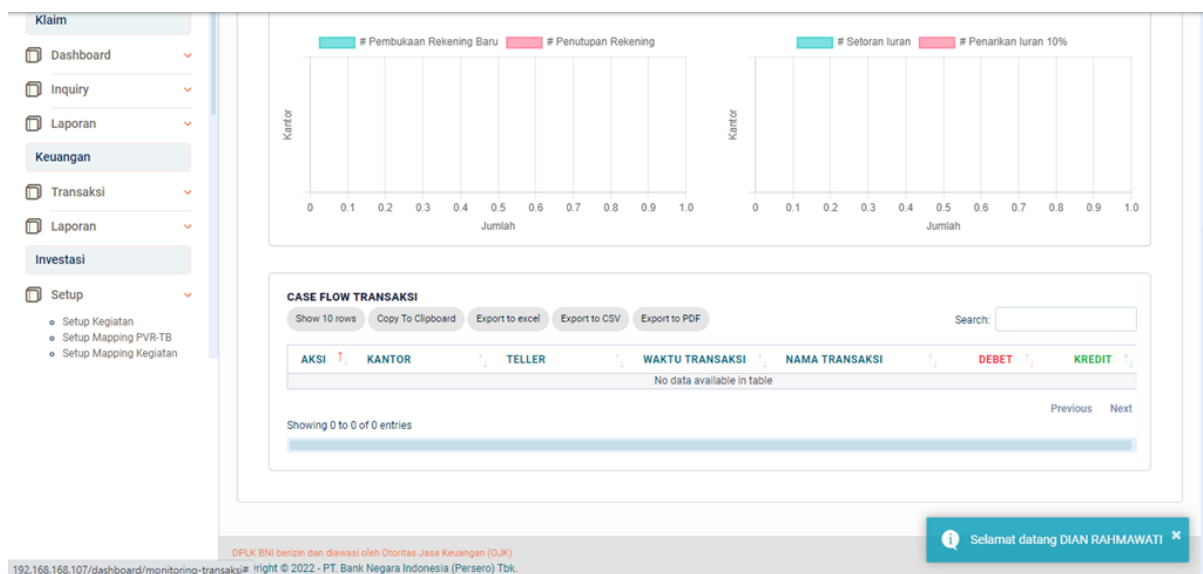 Klaim
Dashboard
Inquiry
Laporan
Keuangan
Transaksi
Laporan
Investasi
Setup
Setup Kegiatan
Setup Mapping PVR-TB
Setup Mapping Kegiatan
# Pembukaan Rekening Baru # Penutupan Rekening
Kantor
0 0.1 0.2 0.3 0.4 0.5 0.6 0.7 0.8 0.9 1.0
Jumlah
# Setoran Iuran # Penarikan Iuran 10%
Kantor
0 0.1 0.2 0.3 0.4 0.5 0.6 0.7 0.8 0.9 1.0
Jumlah
CASE FLOW TRANSAKSI
Show 10 rows Copy To Clipboard Export to excel Export to CSV Export to PDF Search:
AKSI KANTOR TELLER WAKTU TRANSAKSI NAMA TRANSAKSI DEBET KREDIT
No data available in table
Previous Next
Showing 0 to 0 of 0 entries
Selamat datang DIAN RAHMAWATI ×
DPLK BNI berizin dan diawasi oleh Otoritas Jasa Keuangan (OJK)
192.168.168.107/dashboard/monitoring-transaksi# right © 2022 - PT. Bank Negara Indonesia (Persero) Tbk.